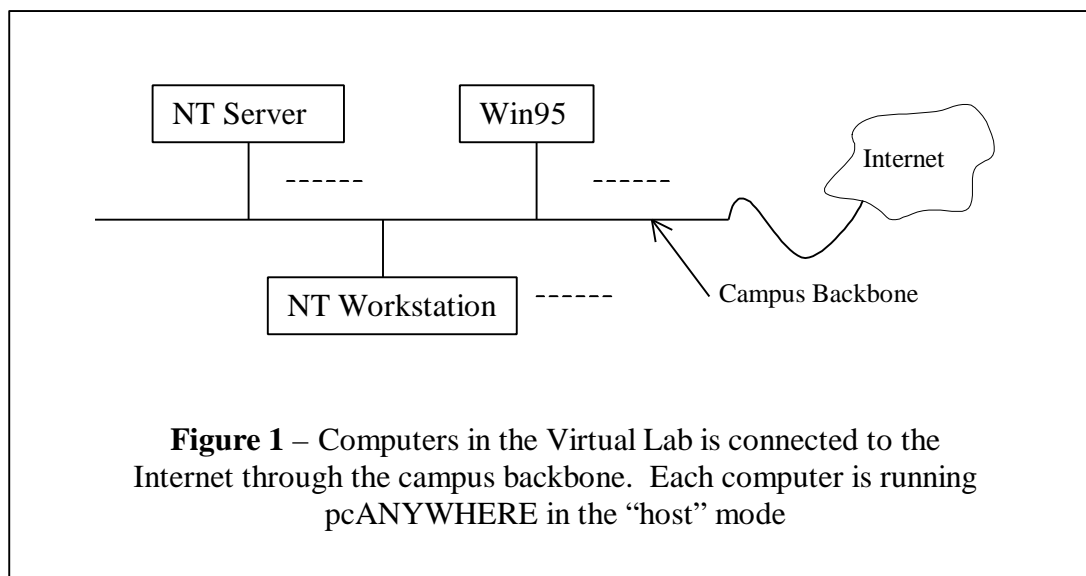 NT Server
Win95
Internet
NT Workstation
Campus Backbone
Figure 1 – Computers in the Virtual Lab is connected to the
Internet through the campus backbone. Each computer is running
pcANYWHERE in the “host” mode